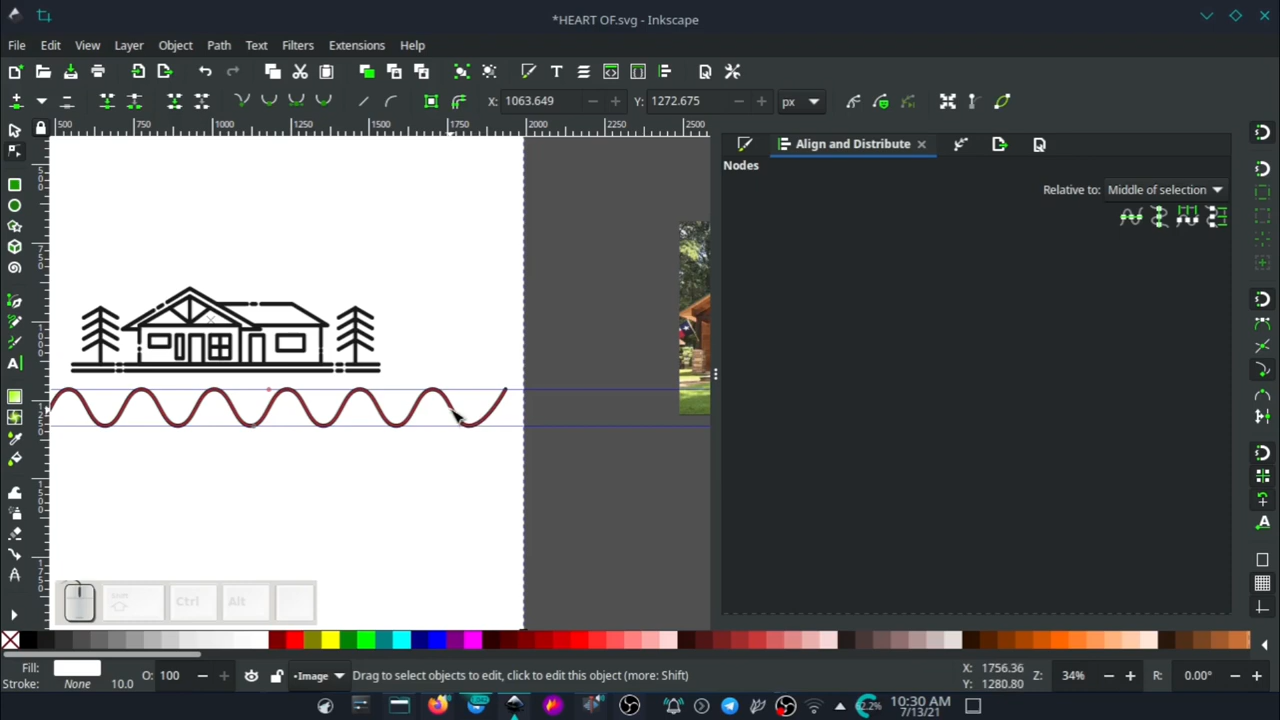 *HEART OF.svg - Inkscape
File Edit View Layer Object Path Text Filters Extensions Help
X: 1063.649 Y: 1272.675 px
500 750 1000 1250 1500 1750 2000 2250 2500
Align and Distribute
Nodes
Relative to: Middle of selection
Shift Ctrl Alt
Fill:
Stroke: None 10.0
O: 100
•Image
Drag to select objects to edit, click to edit this object (more: Shift)
X: 1756.36
Y: 1280.80
Z: 34%
R: 0.00°
10:30 AM
7/13/21